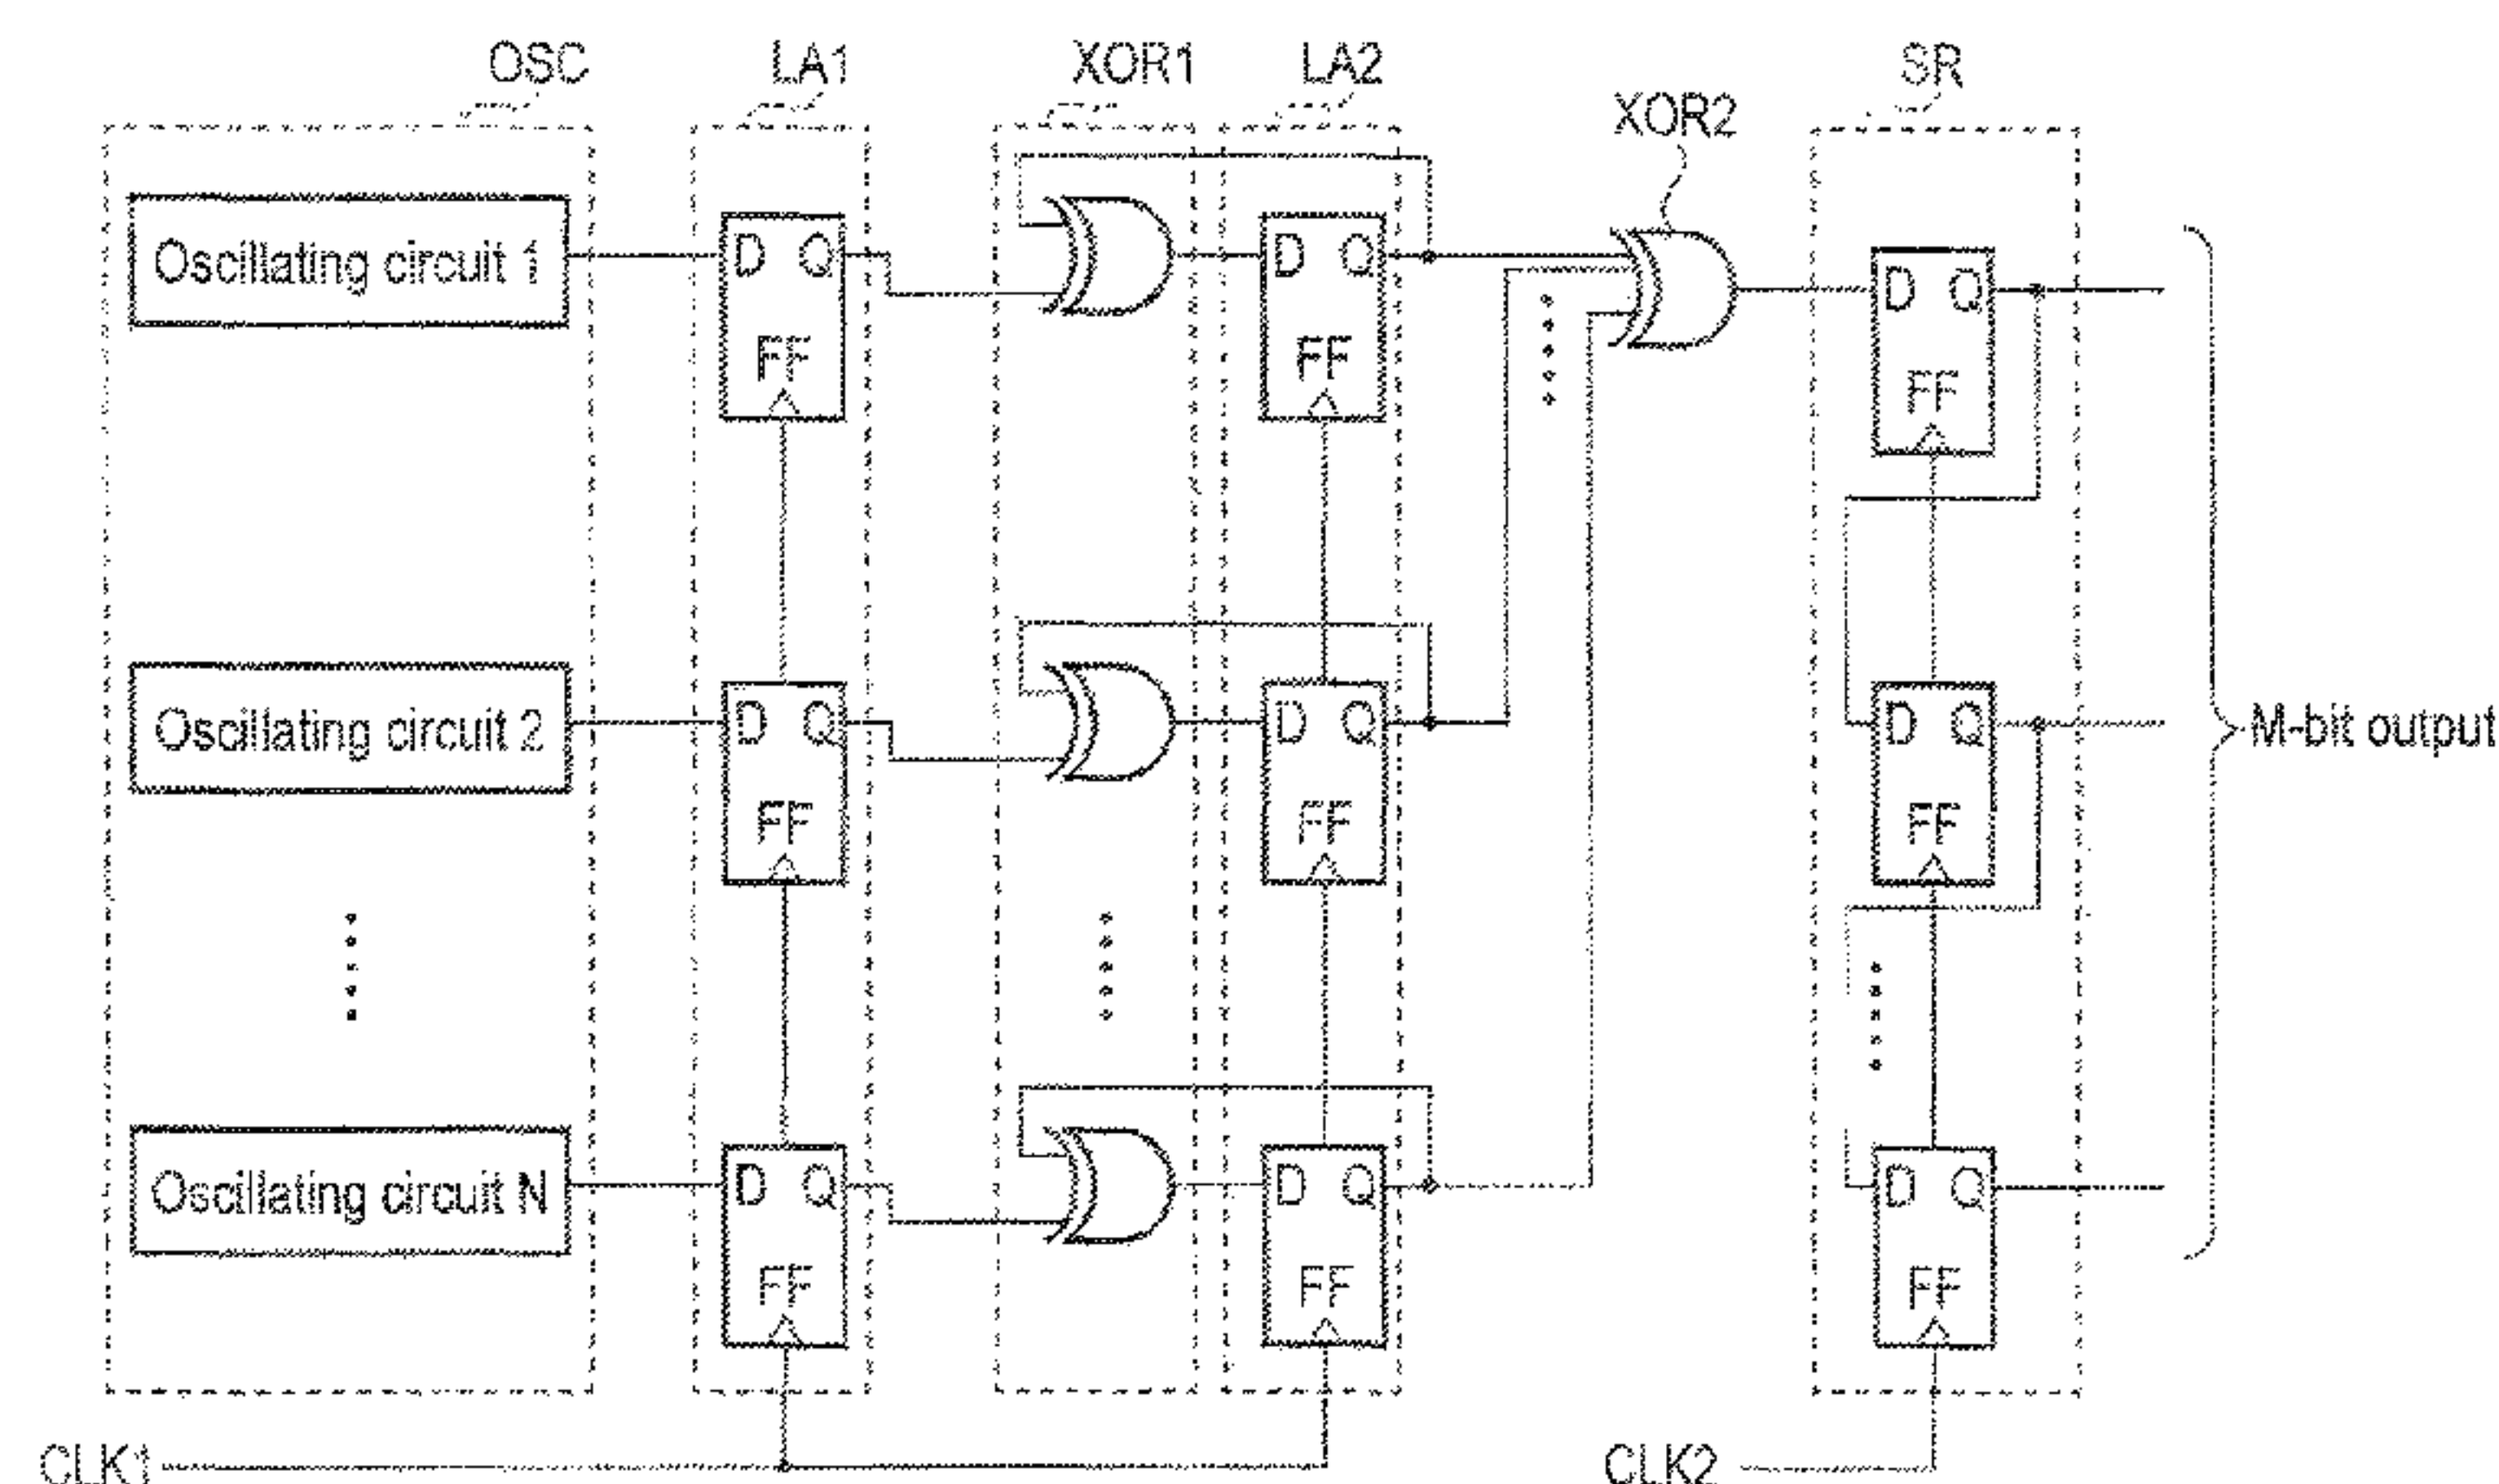 OSC LA1 XOR1 LA2 XOR2 SR
Oscillating circuit 1 D Q FF D Q FF D Q FF
Oscillating circuit 2 D Q FF D Q FF D Q FF
M-bit output
Oscillating circuit N D Q FF D Q FF D Q FF
CLK1 CLK2